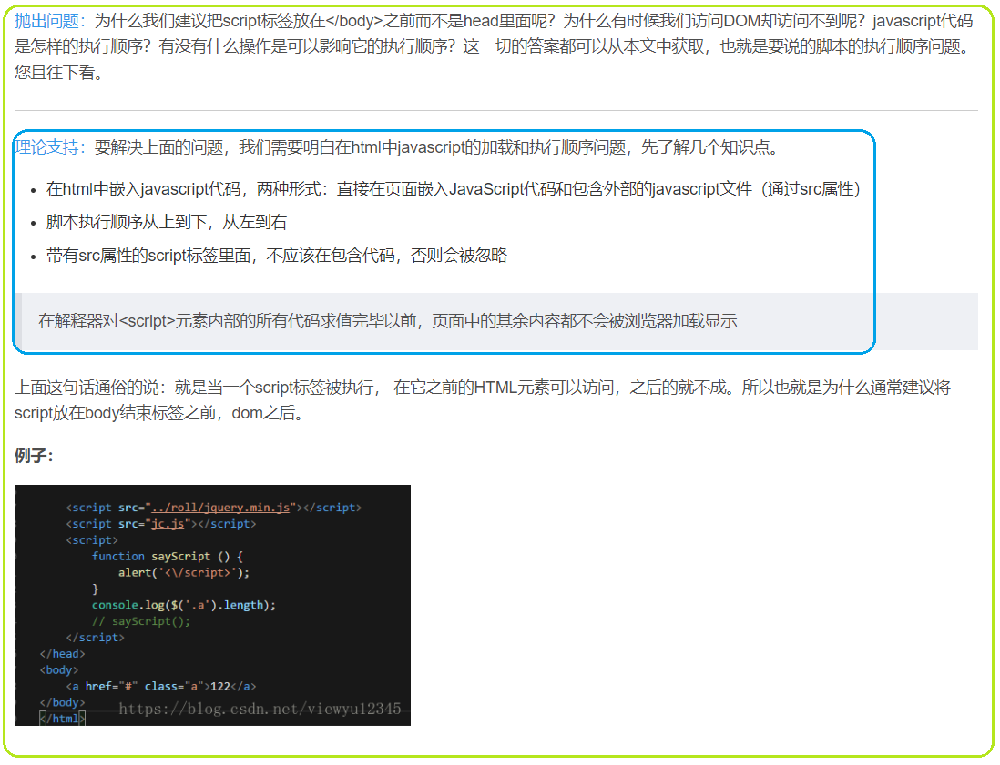 抛出问题：为什么我们建议把script标签放在</body>之前而不是head里面呢？为什么有时候我们访问DOM却访问不到呢？javascript代码
是怎样的执行顺序？有没有什么操作是可以影响它的执行顺序？这一切的答案都可以从本文中获取，也就是要说的脚本的执行顺序问题。
您且往下看。
理论支持：要解决上面的问题，我们需要明白在html中javascript的加载和执行顺序问题，先了解几个知识点。
• 在html中嵌入javascript代码，两种形式：直接在页面嵌入JavaScript代码和包含外部的javascript文件（通过src属性）
• 脚本执行顺序从上到下，从左到右
• 带有src属性的script标签里面，不应该在包含代码，否则会被忽略
在解释器对<script>元素内部的所有代码求值完毕以前，页面中的其余内容都不会被浏览器加载显示
上面这句话通俗的说：就是当一个script标签被执行， 在它之前的HTML元素可以访问，之后的就不成。所以也就是为什么通常建议将
script放在body结束标签之前，dom之后。
例子：
<script src="../roll/jquery.min.js"></script>
<script src="jc.js"></script>
<script>
function sayScript () {
alert('<\/script>');
}
console.log($('.a').length);
// sayScript();
</script>
</head>
<body>
<a href="#" class="a">122</a>
</body>
https://blog.csdn.net/viewyu12345
</html>